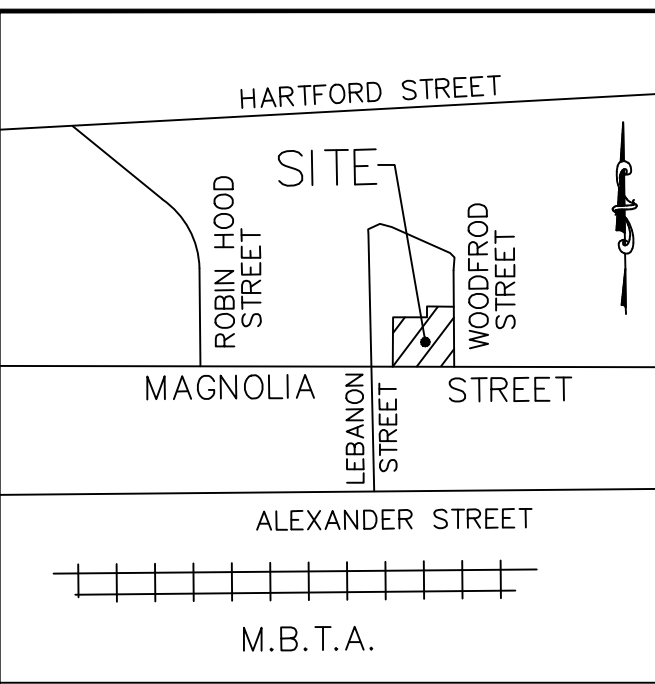 HARTFORD STREET
SITE
ROBIN HOOD
STREET
WOODFROD
STREET
MAGNOLIA STREET
LEBANON
STREET
ALEXANDER STREET
M.B.T.A.